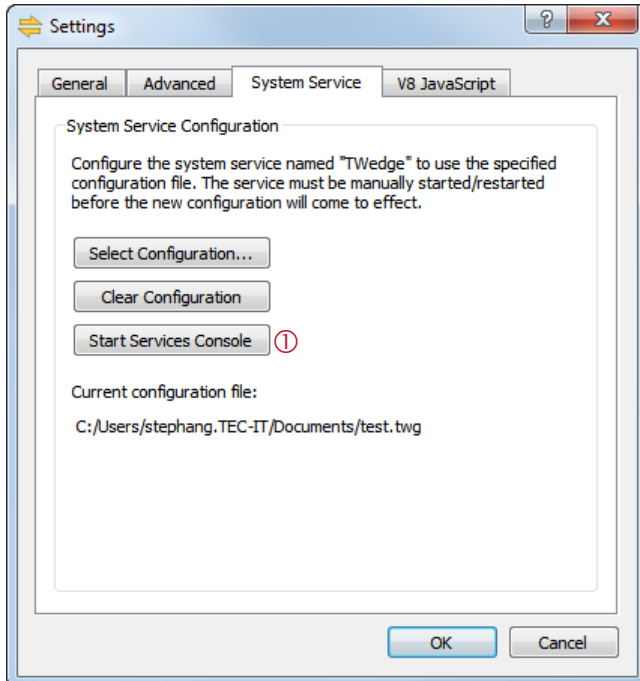 Settings
General Advanced System Service V8 JavaScript
System Service Configuration
Configure the system service named "TWedge" to use the specified
configuration file. The service must be manually started/restarted
before the new configuration will come to effect.
Select Configuration...
Clear Configuration
Start Services Console ①
Current configuration file:
C:/Users/stephang.TEC-IT/Documents/test.twg
OK Cancel